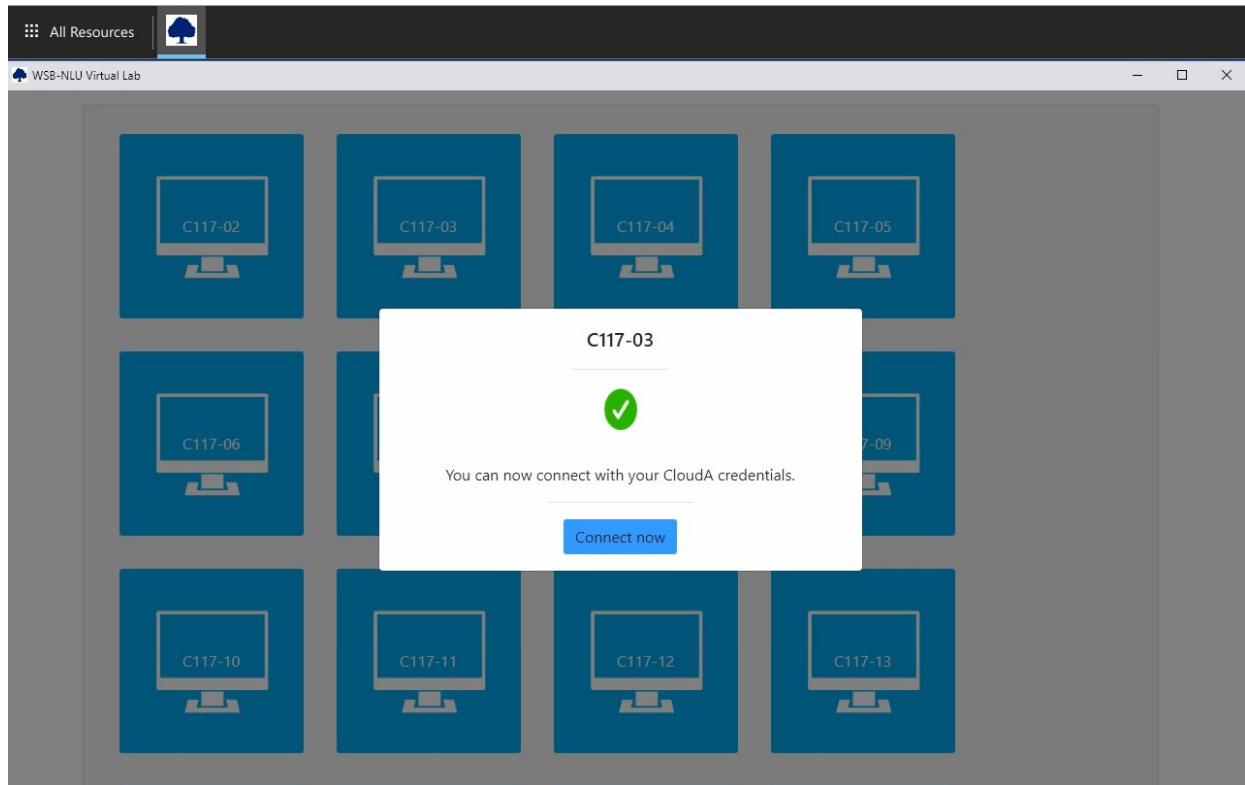 All Resources
WSB-NLU Virtual Lab
C117-02
C117-03
C117-04
C117-05
C117-03
You can now connect with your CloudA credentials.
Connect now
C117-06
7-09
C117-10
C117-11
C117-12
C117-13